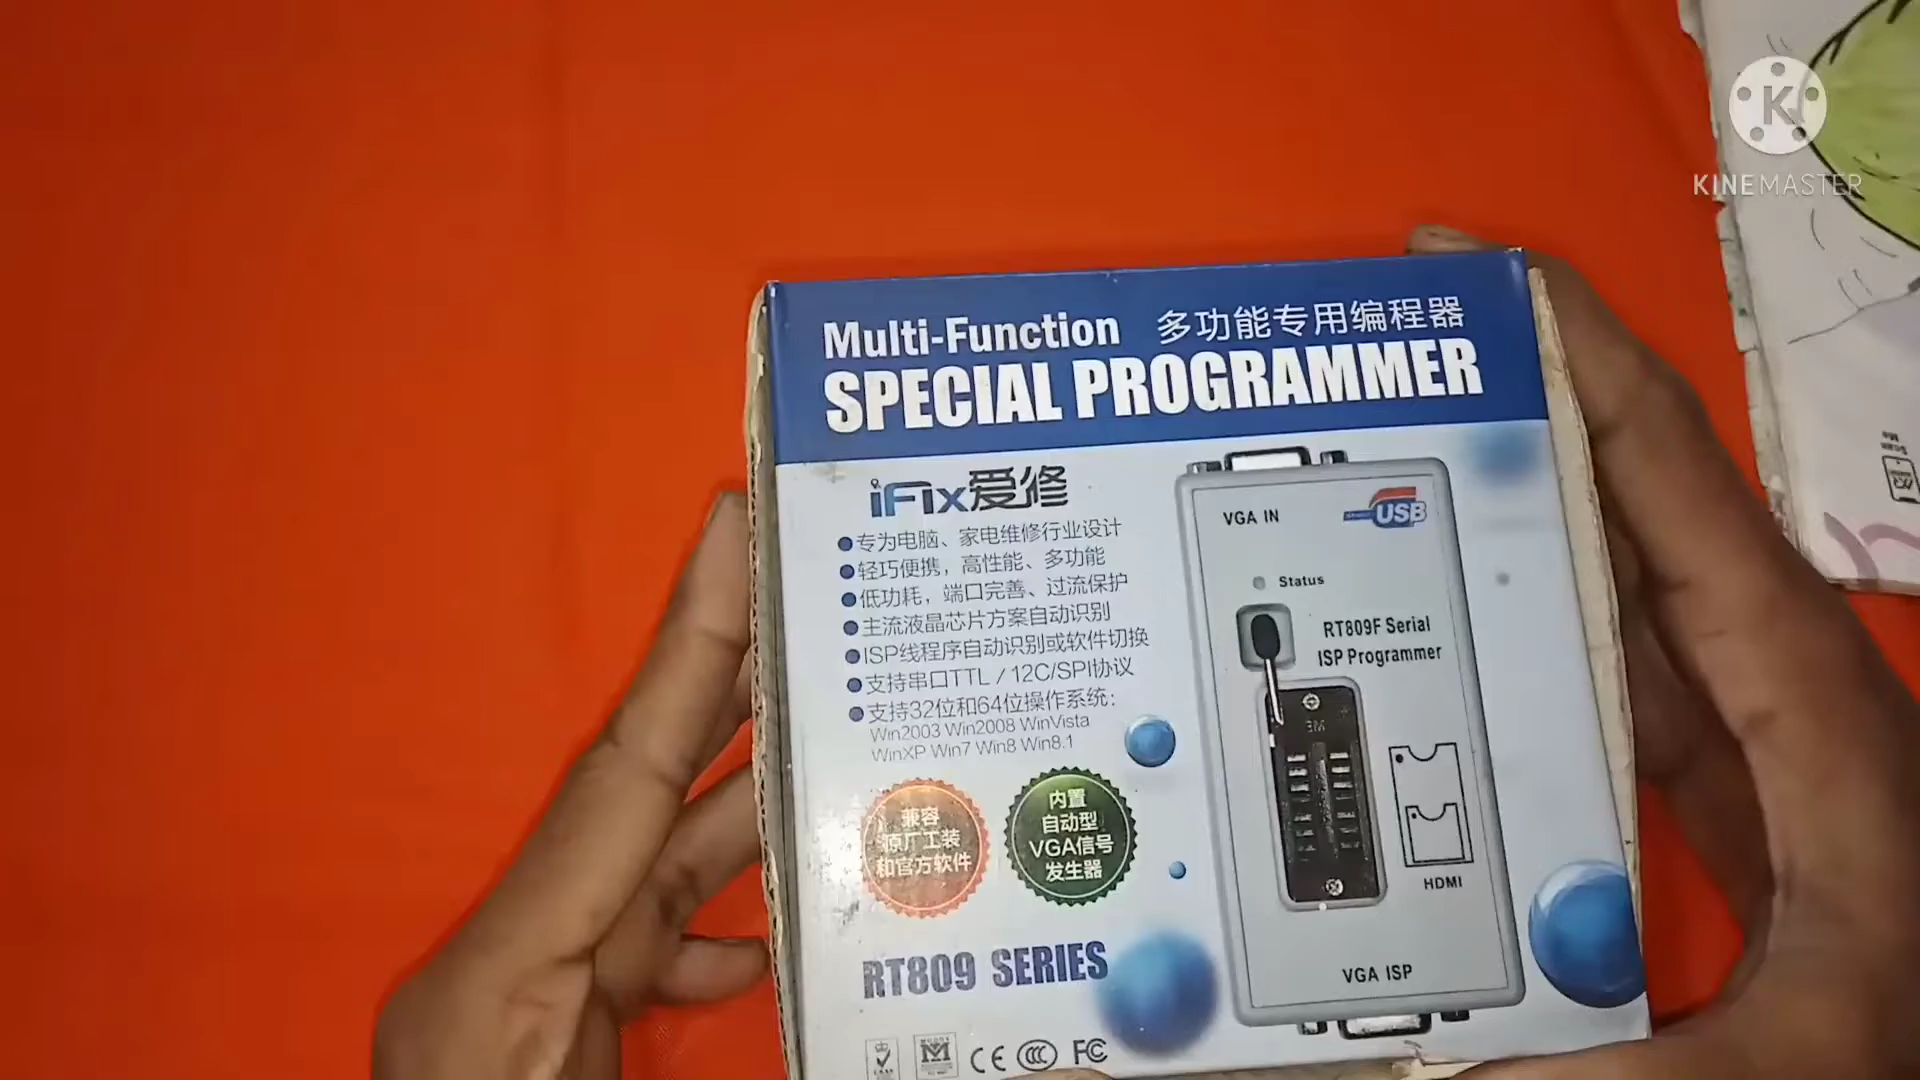 KINEMASTER
Multi-Function 多功能专用编程器
SPECIAL PROGRAMMER
iFix爱修
●专为电脑、家电维修行业设计
●轻巧便携，高性能、多功能
●低功耗，端口完善、过流保护
●主流液晶芯片方案自动识别
●ISP线程序自动识别或软件切换
●支持串口TTL / 12C/SPI协议
●支持32位和64位操作系统：
Win2003 Win2008 WinVista
WinXP Win7 Win8 Win8.1
兼容
原厂工装
和官方软件
内置
自动型
VGA信号
发生器
RT809 SERIES
CE CCC FC
VGA IN
USB
Status
RT809F Serial
ISP Programmer
3M
HDMI
VGA ISP